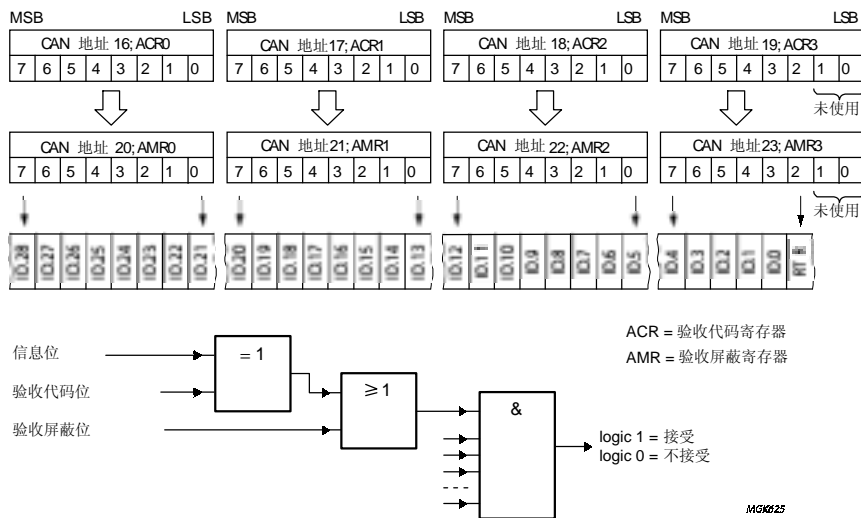 MSB LSB MSB LSB MSB LSB MSB LSB
CAN 地址 16; ACR0 CAN 地址17; ACR1 CAN 地址 18; ACR2 CAN 地址 19; ACR3
7 6 5 4 3 2 1 0 7 6 5 4 3 2 1 0 7 6 5 4 3 2 1 0 7 6 5 4 3 2 1 0
未使用
CAN 地址 20; AMR0 CAN 地址21; AMR1 CAN 地址 22; AMR2 CAN 地址23; AMR3
7 6 5 4 3 2 1 0 7 6 5 4 3 2 1 0 7 6 5 4 3 2 1 0 7 6 5 4 3 2 1 0
未使用
ID.28 ID.27 ID.26 ID.25 ID.24 ID.23 ID.22 ID.21 ID.20 ID.19 ID.18 ID.17 ID.16 ID.15 ID.14 ID.13 ID.12 ID.10 ID.9 ID.8 ID.7 ID.6 ID.5 ID.4 ID.3 ID.2 ID.1 ID.0
ACR = 验收代码寄存器
AMR = 验收屏蔽寄存器
信息位
= 1
验收代码位
≥1
验收屏蔽位
&
logic 1 = 接受
logic 0 = 不接受
MGK625